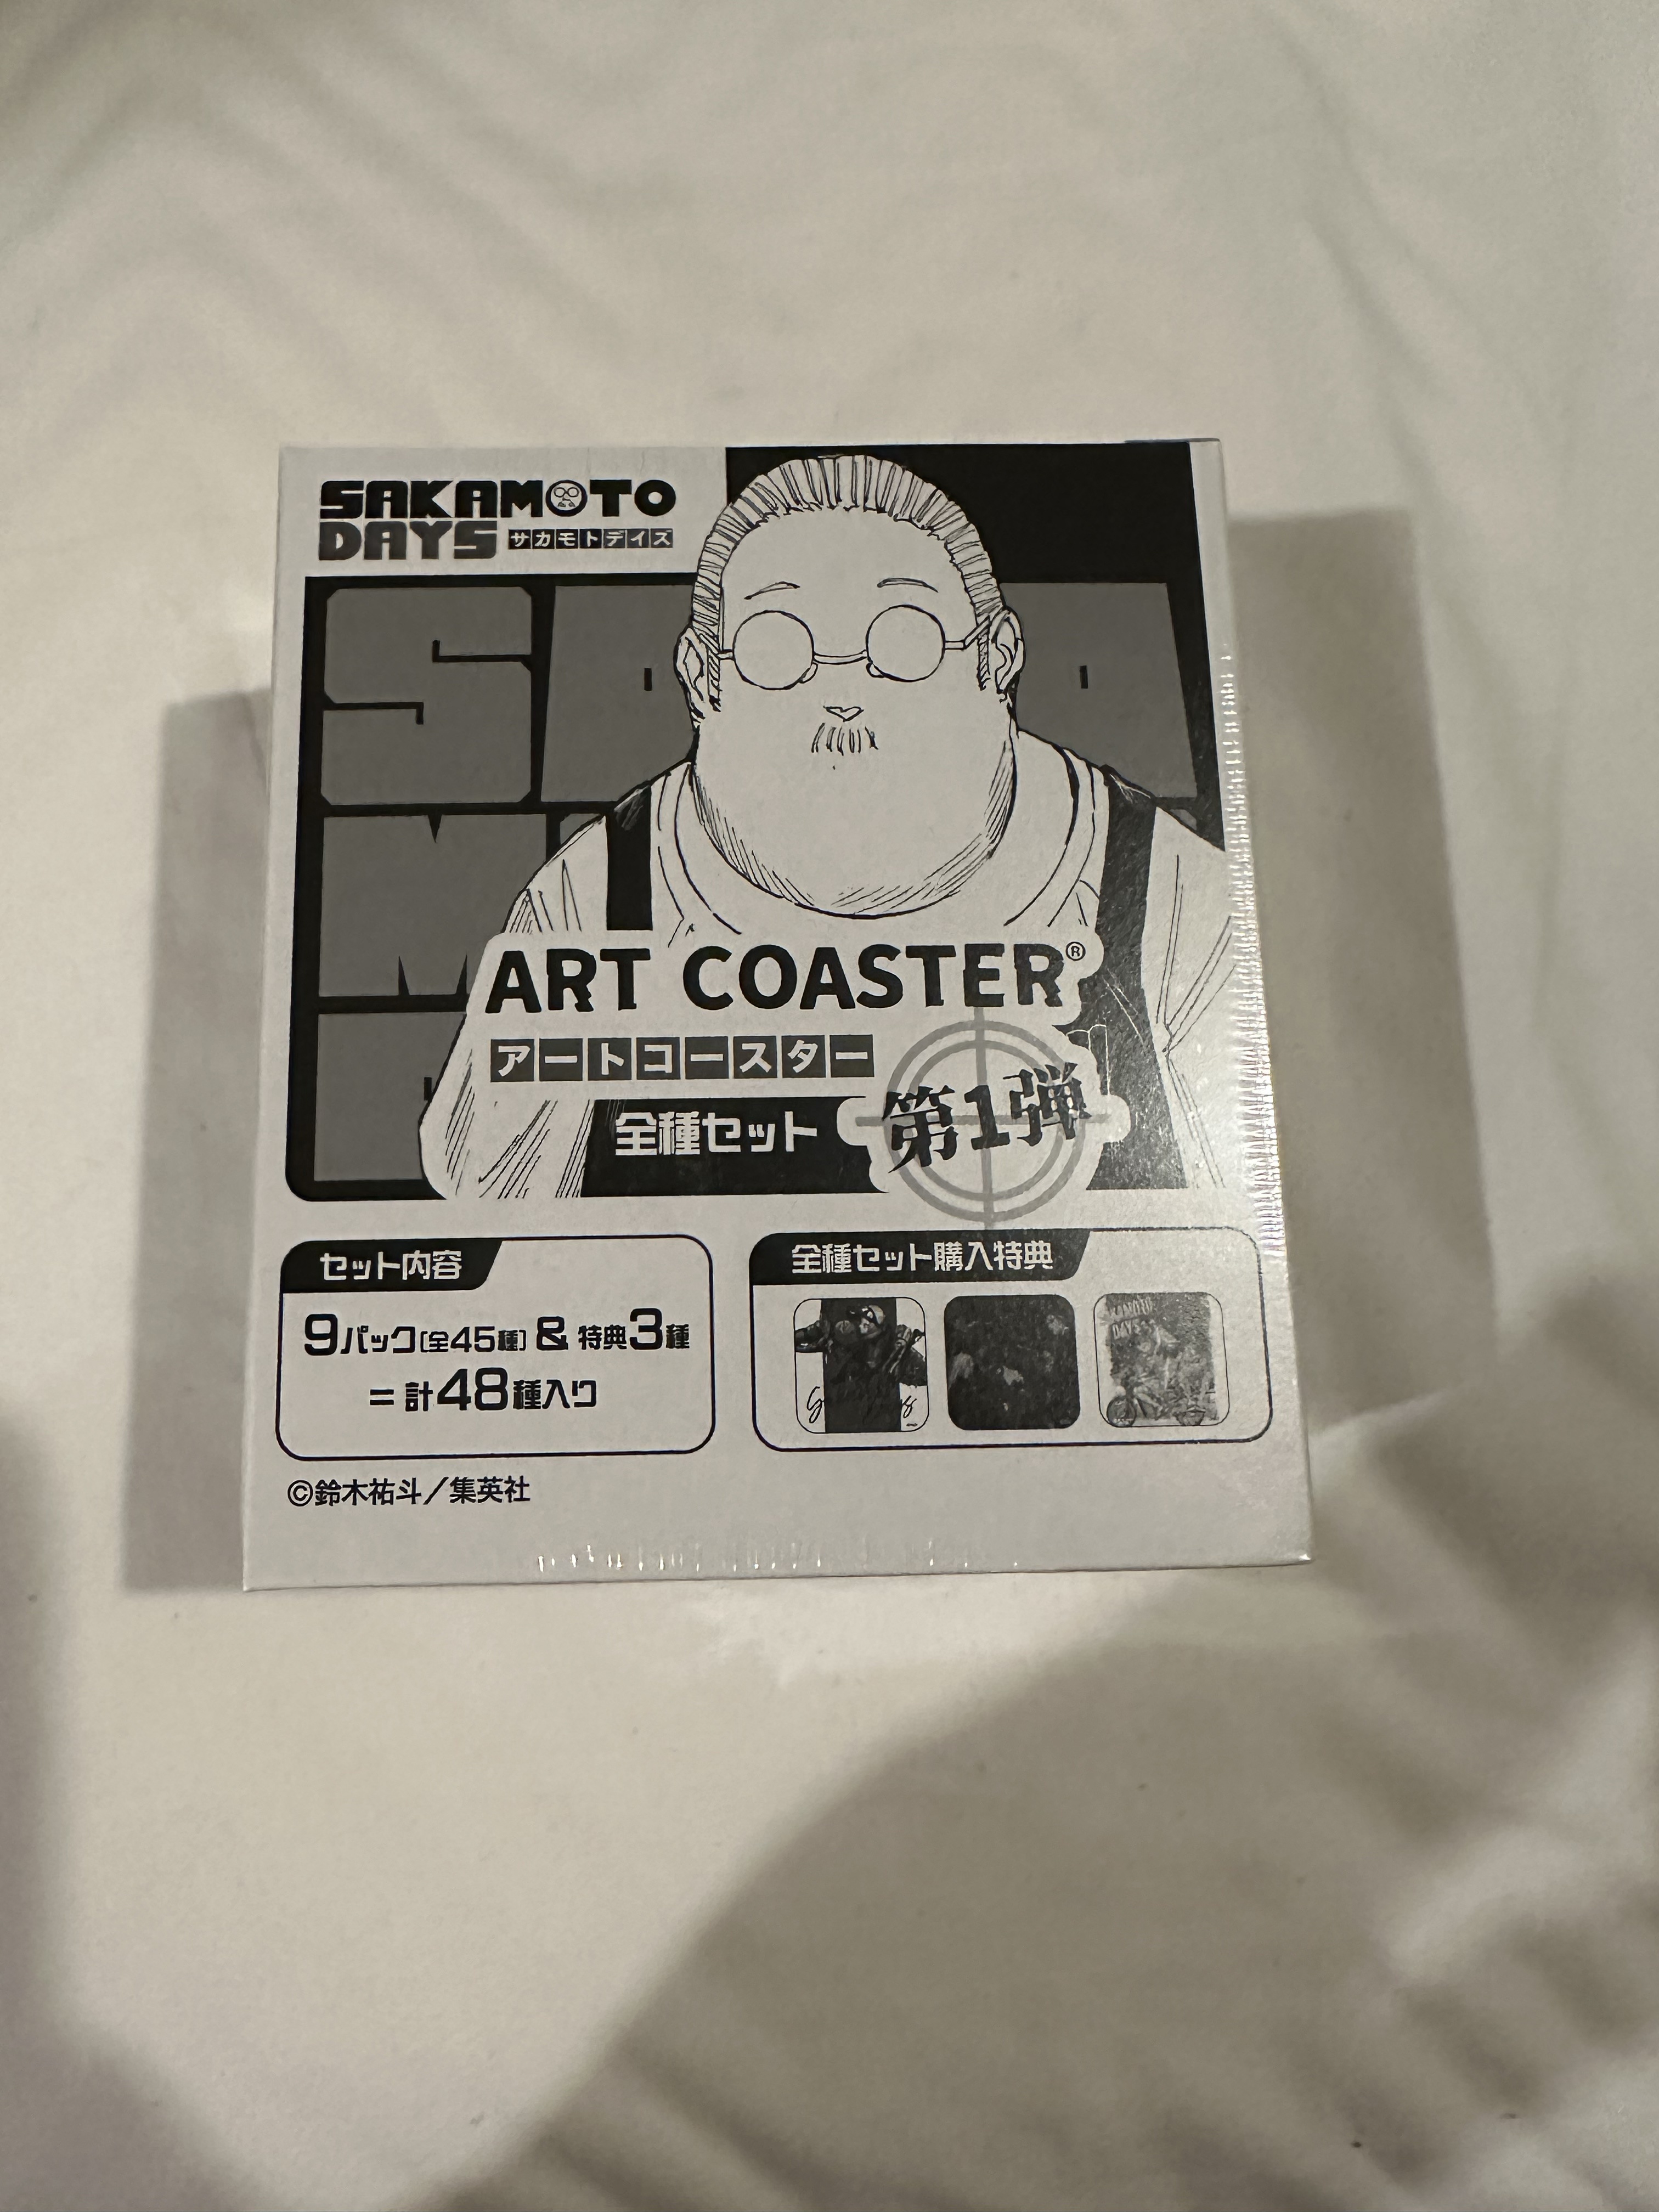 SAKAMOTO
DAYS サカモトデイズ
ART COASTER®
アートコースター
全種セット
第1弾
セット内容
9パック[全45種] & 特典3種
= 計48種入り
全種セット購入特典
SAKAMOTO
DAYS
©鈴木祐斗／集英社